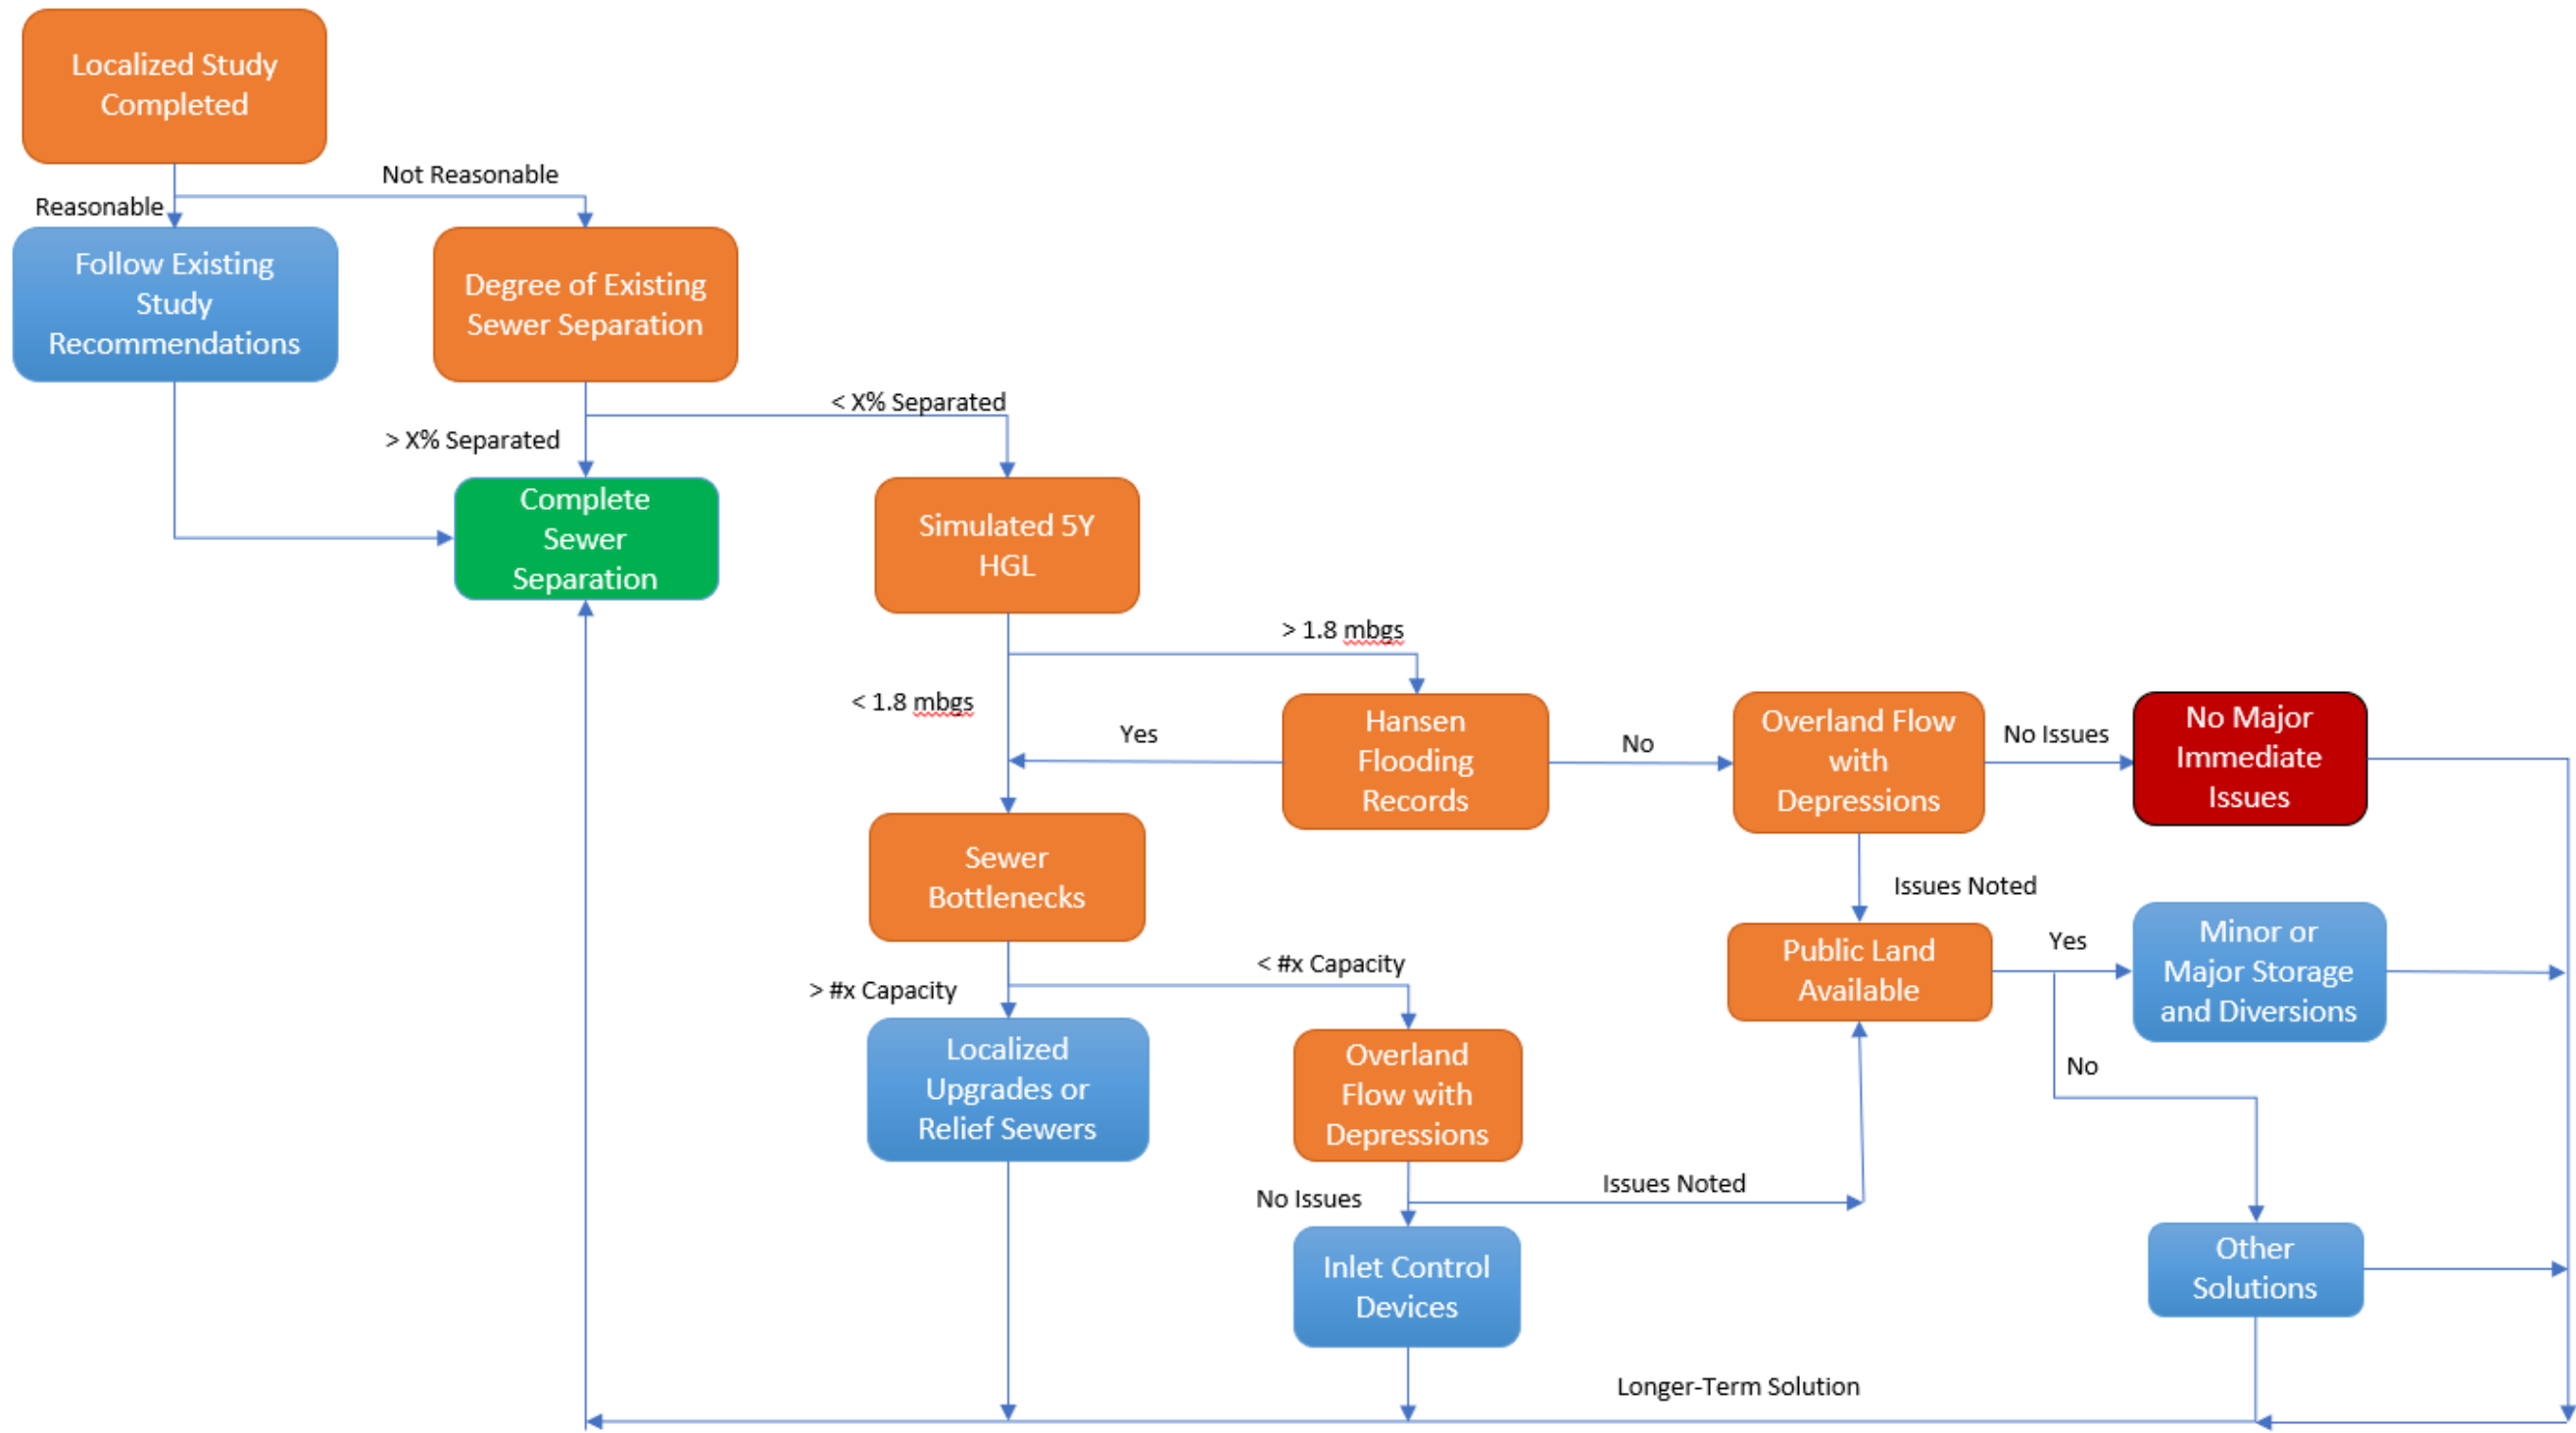 Localized Study
Completed
Not Reasonable
Reasonable
Follow Existing
Study
Recommendations
Degree of Existing
Sewer Separation
< X% Separated
> X% Separated
Complete
Sewer
Separation
Simulated 5Y
HGL
> 1.8 mbgs
< 1.8 mbgs
Yes
Hansen
Flooding
Records
No
Overland Flow
with
Depressions
No Issues
No Major
Immediate
Issues
Sewer
Bottlenecks
Issues Noted
Public Land
Available
Yes
Minor or
Major Storage
and Diversions
No
< #x Capacity
> #x Capacity
Localized
Upgrades or
Relief Sewers
Overland
Flow with
Depressions
No Issues
Issues Noted
Inlet Control
Devices
Other
Solutions
Longer-Term Solution